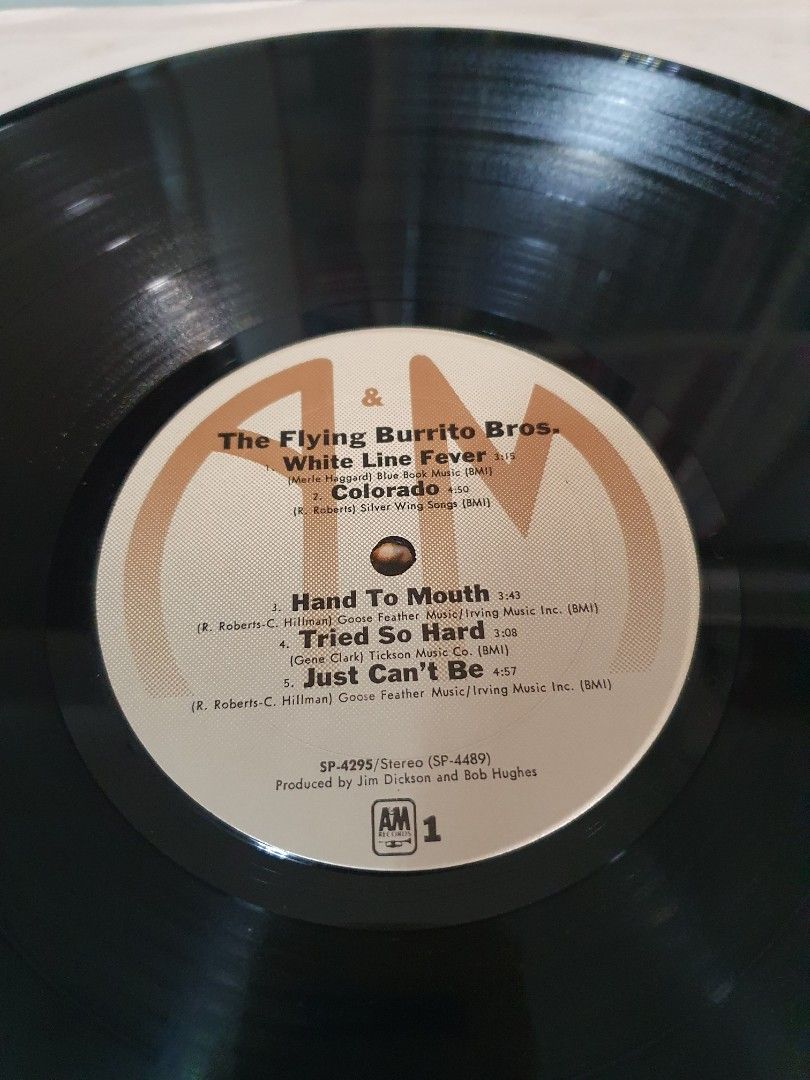 A&M
The Flying Burrito Bros.
1. White Line Fever 3:15
(Merle Haggard) Blue Book Music (BMI)
2. Colorado 4:50
(R. Roberts) Silver Wing Songs (BMI)
3. Hand To Mouth 3:43
(R. Roberts-C. Hillman) Goose Feather Music/Irving Music Inc. (BMI)
4. Tried So Hard 3:08
(Gene Clark) Tickson Music Co. (BMI)
5. Just Can't Be 4:57
(R. Roberts-C. Hillman) Goose Feather Music/Irving Music Inc. (BMI)
SP-4295/Stereo (SP-4489)
Produced by Jim Dickson and Bob Hughes
AM RECORDS 1